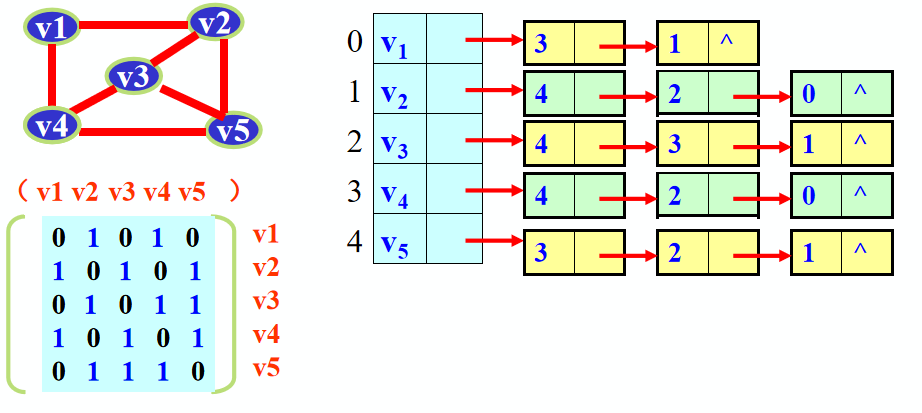 v1 v2
v3
v4 v5
( v1 v2 v3 v4 v5 )
0 1 0 1 0 v1
1 0 1 0 1 v2
0 1 0 1 1 v3
1 0 1 0 1 v4
0 1 1 1 0 v5
0 v1 3 1 ^
1 v2 4 2 0 ^
2 v3 4 3 1 ^
3 v4 4 2 0 ^
4 v5 3 2 1 ^